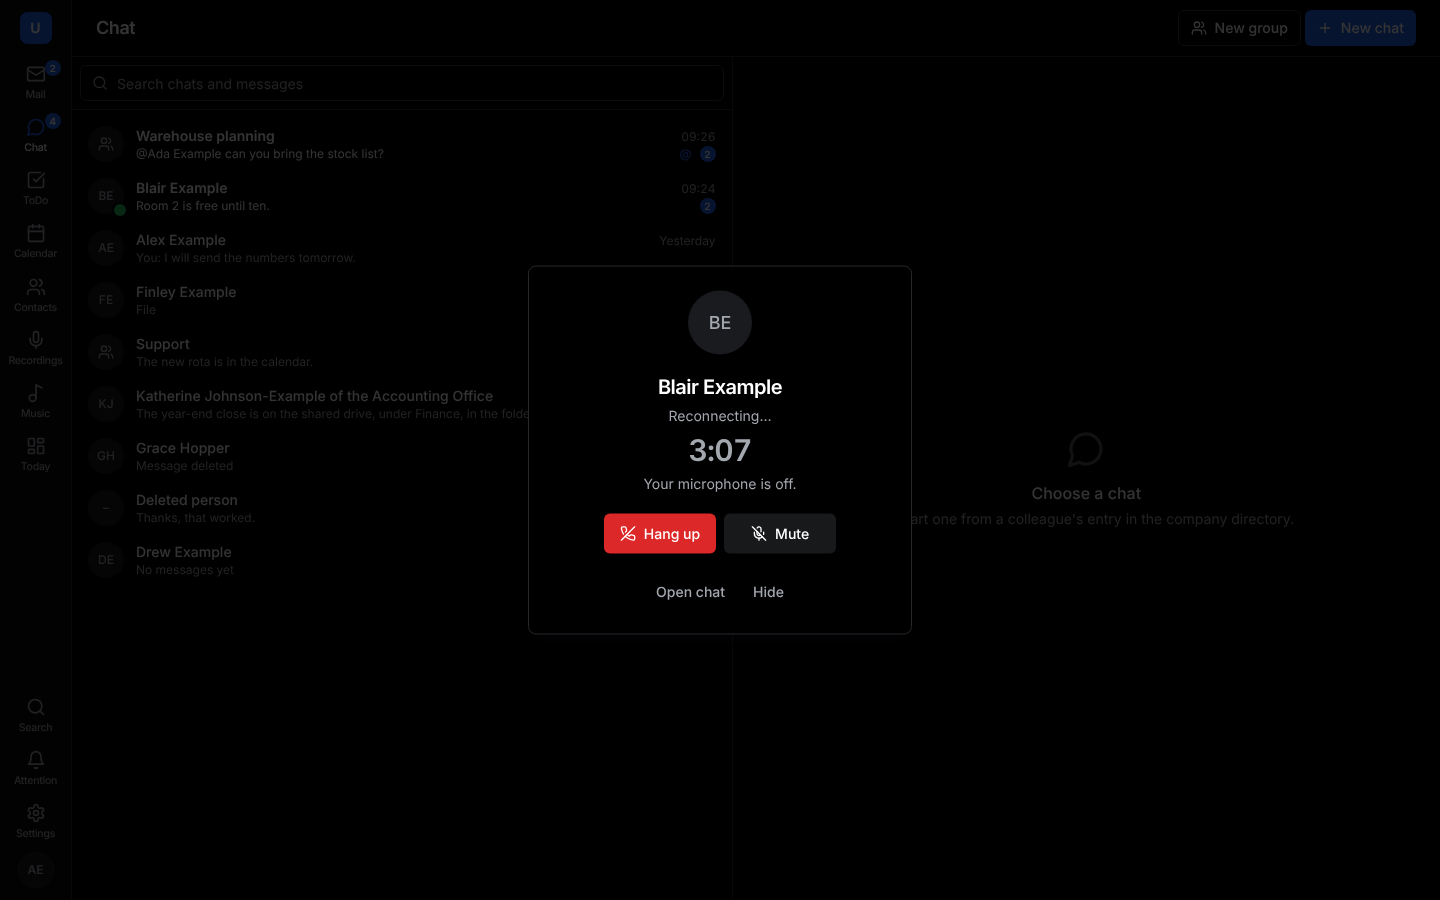 U
Chat
New group
New chat
Mail
2
Chat
4
ToDo
Calendar
Contacts
Recordings
Music
Today
Search
Attention
Settings
AE
Search chats and messages
Warehouse planning
09:26
@Ada Example can you bring the stock list?
@ 2
BE
Blair Example
09:24
Room 2 is free until ten.
2
AE
Alex Example
Yesterday
You: I will send the numbers tomorrow.
FE
Finley Example
File
Support
The new rota is in the calendar.
KJ
Katherine Johnson-Example of the Accounting Office
The year-end close is on the shared drive, under Finance, in the folde
GH
Grace Hopper
Message deleted
–
Deleted person
Thanks, that worked.
DE
Drew Example
No messages yet
BE
Blair Example
Reconnecting...
3:07
Your microphone is off.
Hang up
Mute
Open chat
Hide
Choose a chat
art one from a colleague's entry in the company directory.